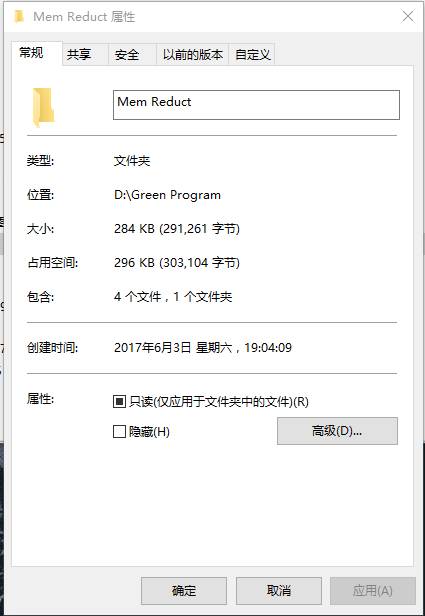 Mem Reduct 属性
常规 共享 安全 以前的版本 自定义
Mem Reduct
类型: 文件夹
位置: D:\Green Program
大小: 284 KB (291,261 字节)
占用空间: 296 KB (303,104 字节)
包含: 4 个文件，1 个文件夹
创建时间: 2017年6月3日 星期六，19:04:09
属性: 只读(仅应用于文件夹中的文件)(R)
隐藏(H) 高级(D)...
确定 取消 应用(A)